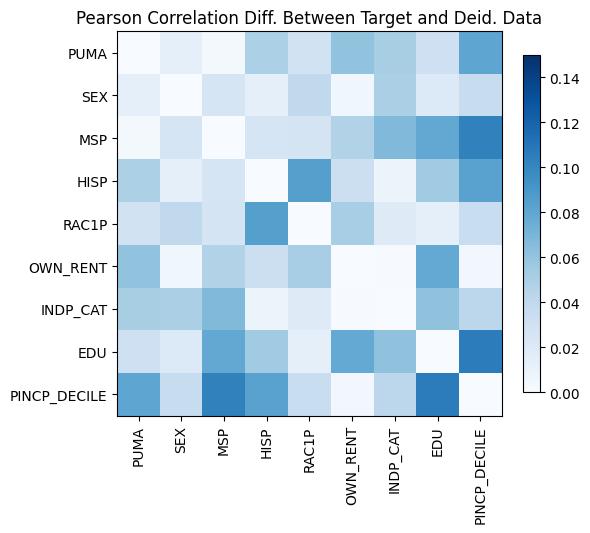 Pearson Correlation Diff. Between Target and Deid. Data
PUMA
SEX
MSP
HISP
RAC1P
OWN_RENT
INDP_CAT
EDU
PINCP_DECILE
PUMA
SEX
MSP
HISP
RAC1P
OWN_RENT
INDP_CAT
EDU
PINCP_DECILE
0.14
0.12
0.10
0.08
0.06
0.04
0.02
0.00